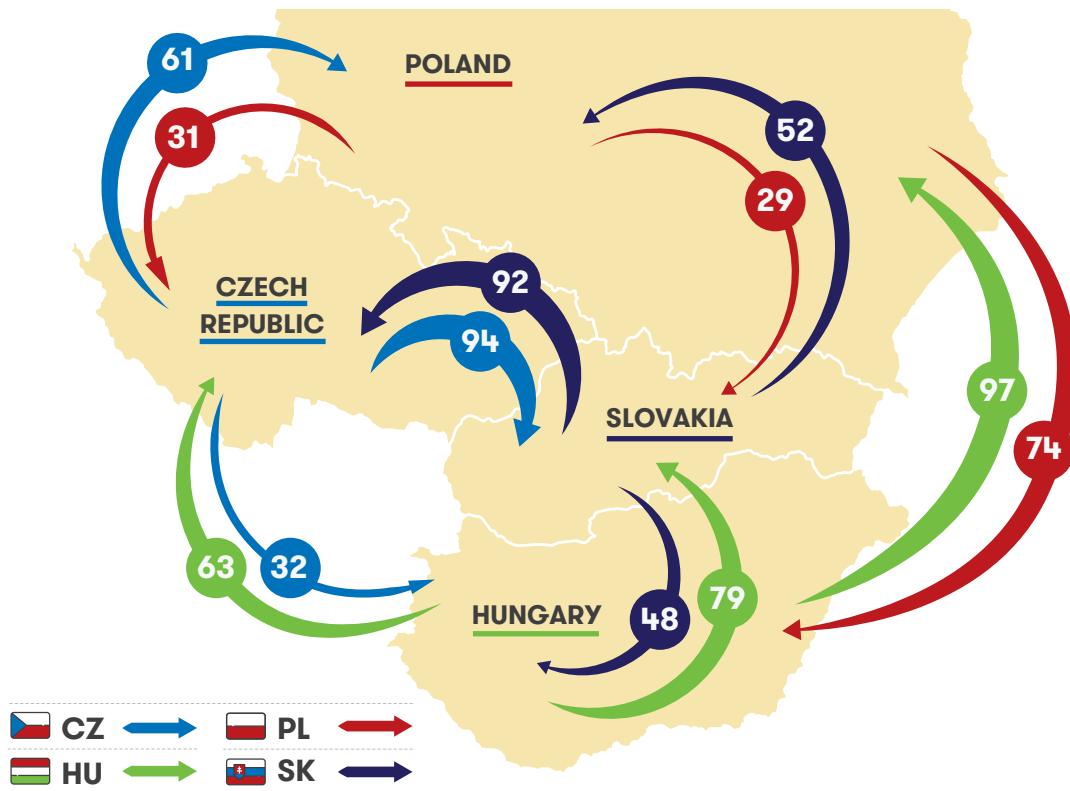 61
POLAND
31
52
29
92
CZECH
REPUBLIC
94
97
SLOVAKIA
74
63
32
79
HUNGARY
48
CZ
PL
HU
SK